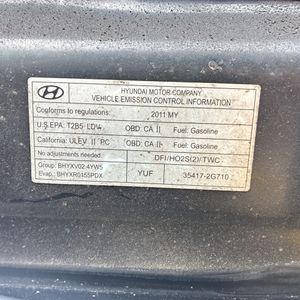 HYUNDAI MOTOR COMPANY
VEHICLE EMISSION CONTROL INFORMATION
Conforms to regulations: 2011 MY
U.S.EPA: T2B5 LDV OBD: CA II Fuel: Gasoline
California: ULEV II PC OBD: CA II Fuel: Gasoline
No adjustments needed. DFI/HO2S(2)/TWC
Group: BHYXV02.4YW5 YUF 35417-2G710
Evap.: BHYXR0155PDX